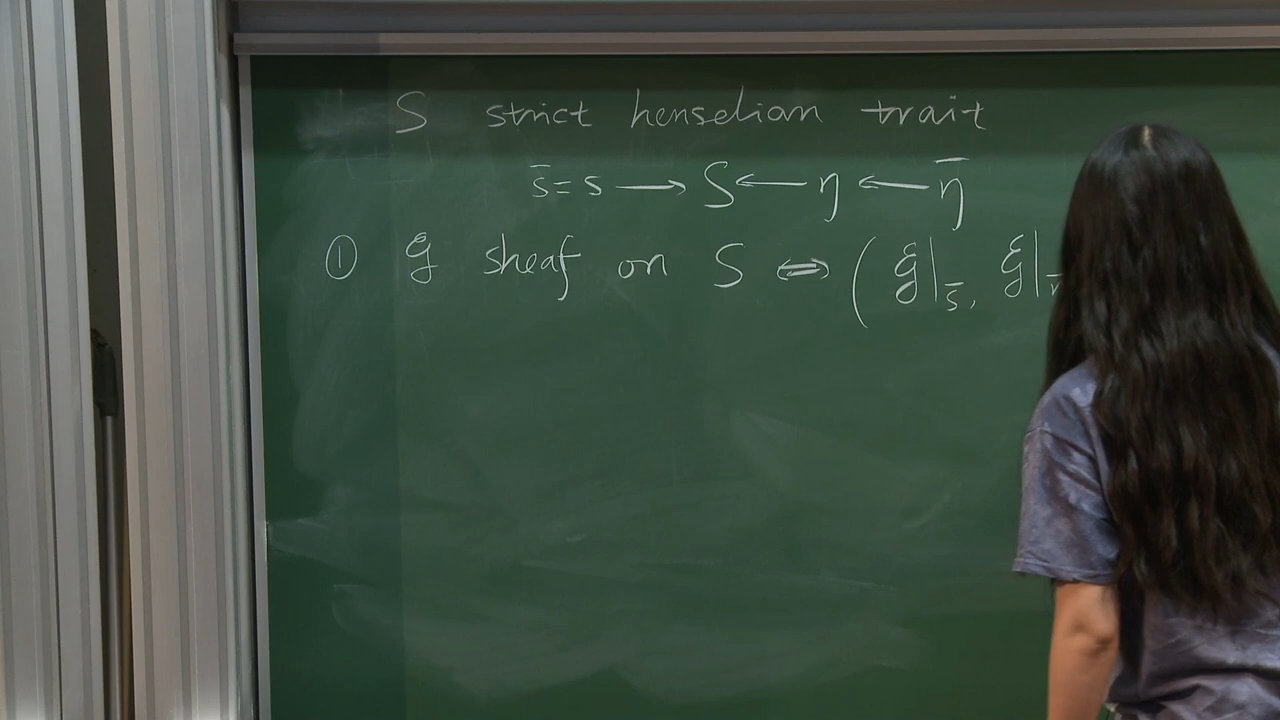 S strict henselian trait
s̄ = s ⟶ S ⟵ η ⟵ η̄
① 𝒢 sheaf on S ⇔ ( 𝒢|s̄, 𝒢|